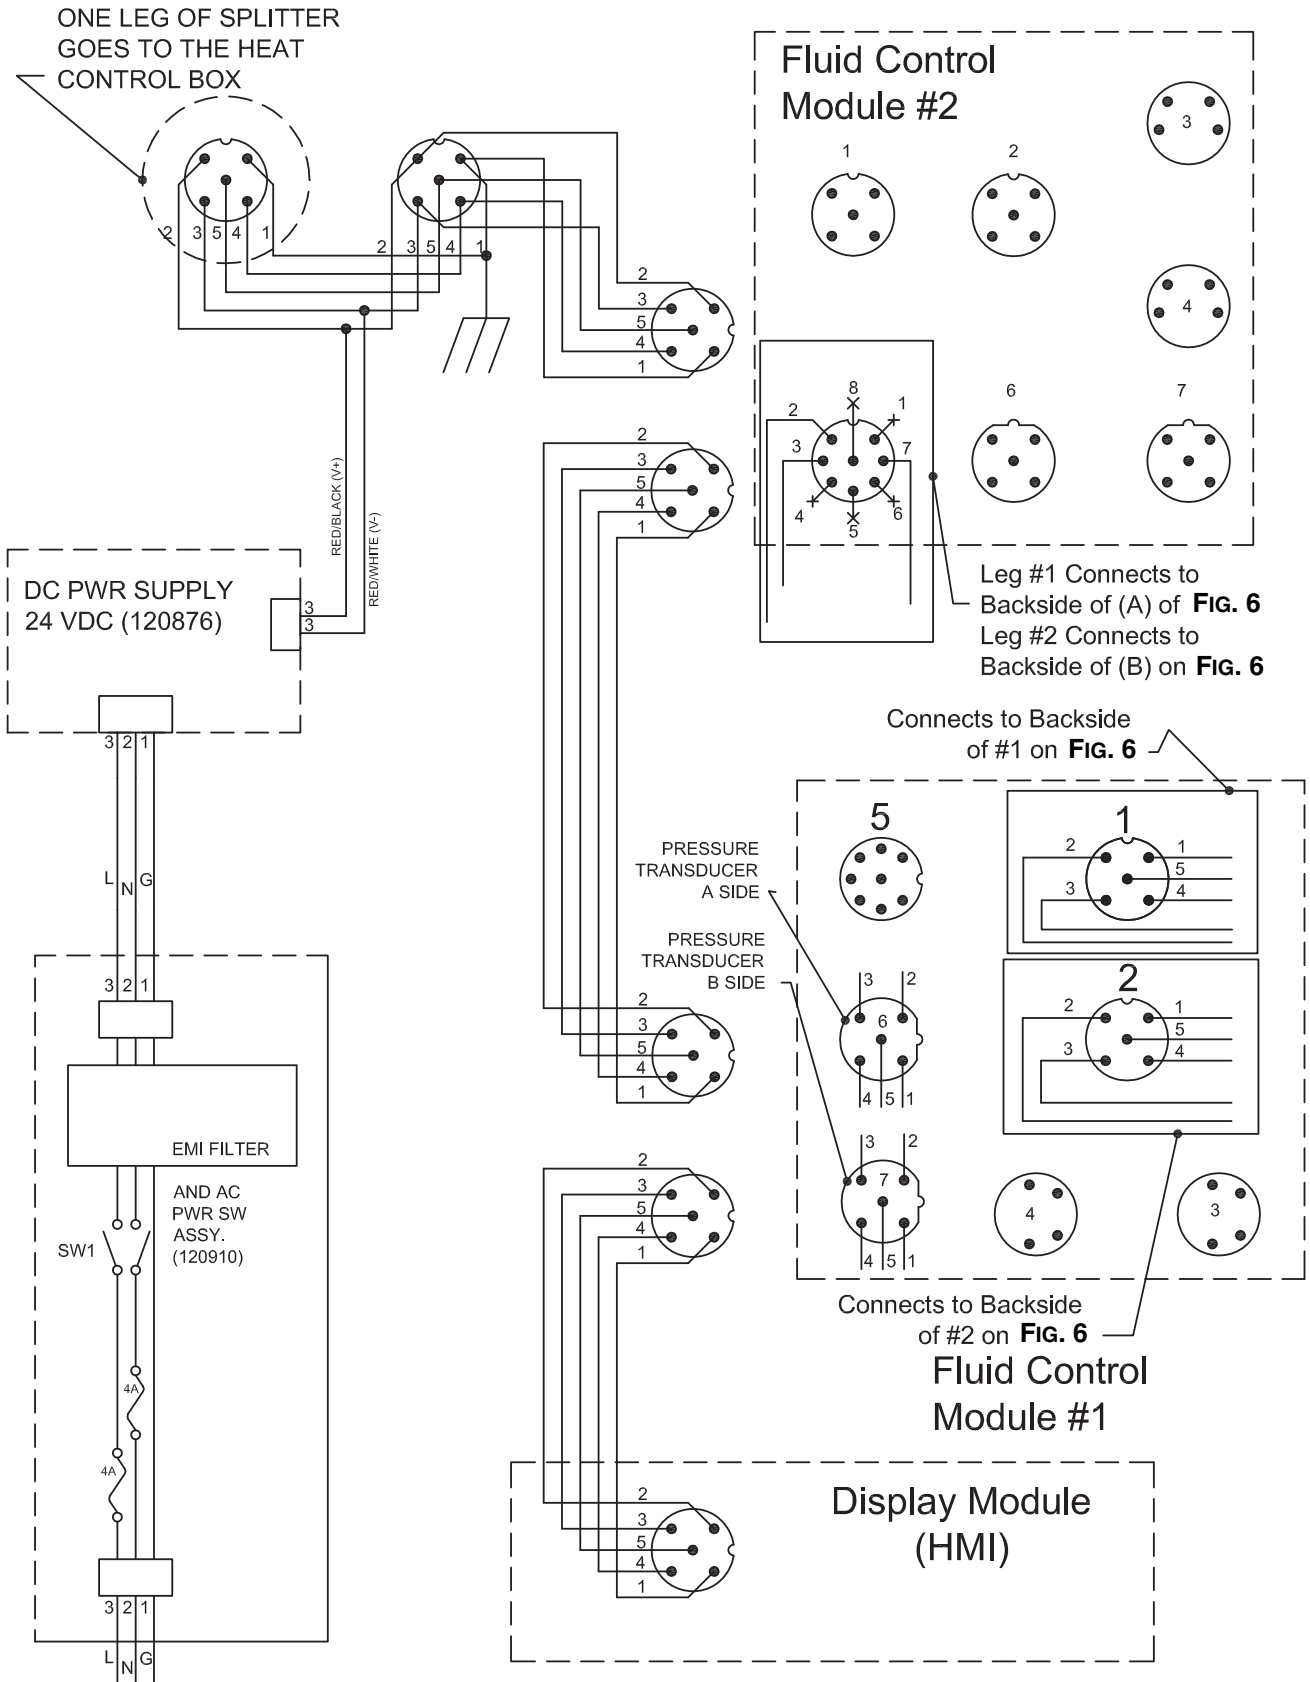 ONE LEG OF SPLITTER
GOES TO THE HEAT
CONTROL BOX
2 3 5 4 1
2 3 5 4 1
2
3
5
4
1
RED/BLACK (V+)
RED/WHITE (V-)
DC PWR SUPPLY
24 VDC (120876)
3
3
3 2 1
L N G
3 2 1
EMI FILTER
AND AC
PWR SW
ASSY.
(120910)
SW1
4A
4A
3 2 1
L N G
Fluid Control
Module #2
1
2
3
4
6
7
8
2
1
3
7
4
6
5
Leg #1 Connects to
Backside of (A) of FIG. 6
Leg #2 Connects to
Backside of (B) on FIG. 6
2
3
5
4
1
Connects to Backside
of #1 on FIG. 6
5
1
2
1
5
3
4
PRESSURE
TRANSDUCER
A SIDE
PRESSURE
TRANSDUCER
B SIDE
3 2
6
4 5 1
2
2
1
5
3
4
3 2
7
4 5 1
4
3
2
3
5
4
1
2
3
5
4
1
Connects to Backside
of #2 on FIG. 6
Fluid Control
Module #1
Display Module
(HMI)
2
3
5
4
1